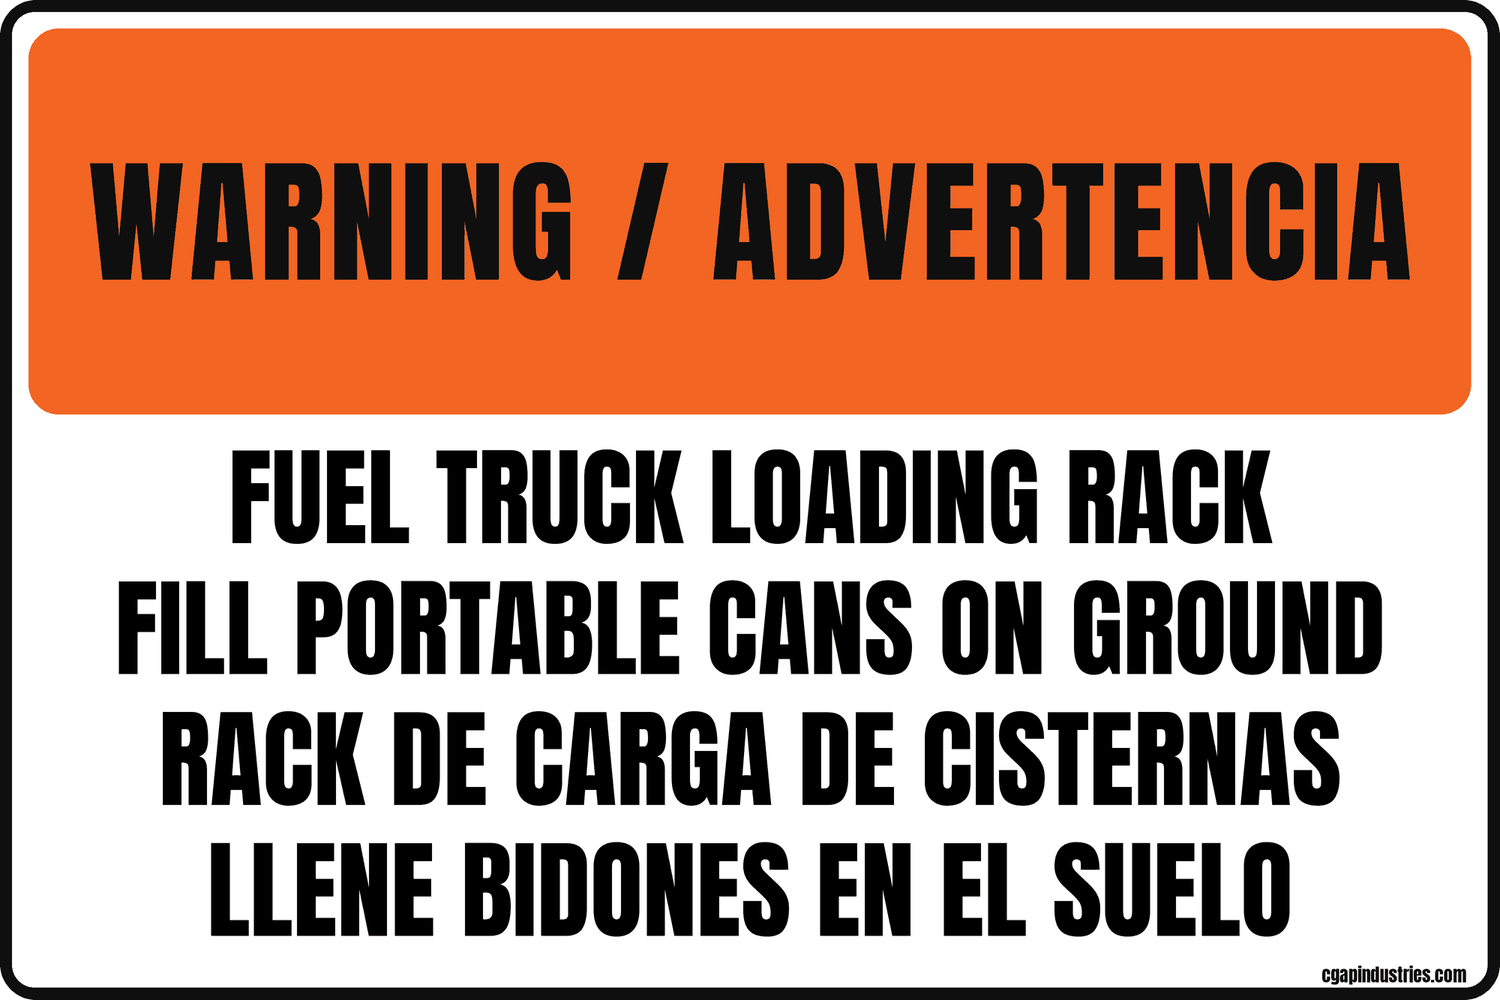 WARNING / ADVERTENCIA
FUEL TRUCK LOADING RACK
FILL PORTABLE CANS ON GROUND
RACK DE CARGA DE CISTERNAS
LLENE BIDONES EN EL SUELO
cgapindustries.com